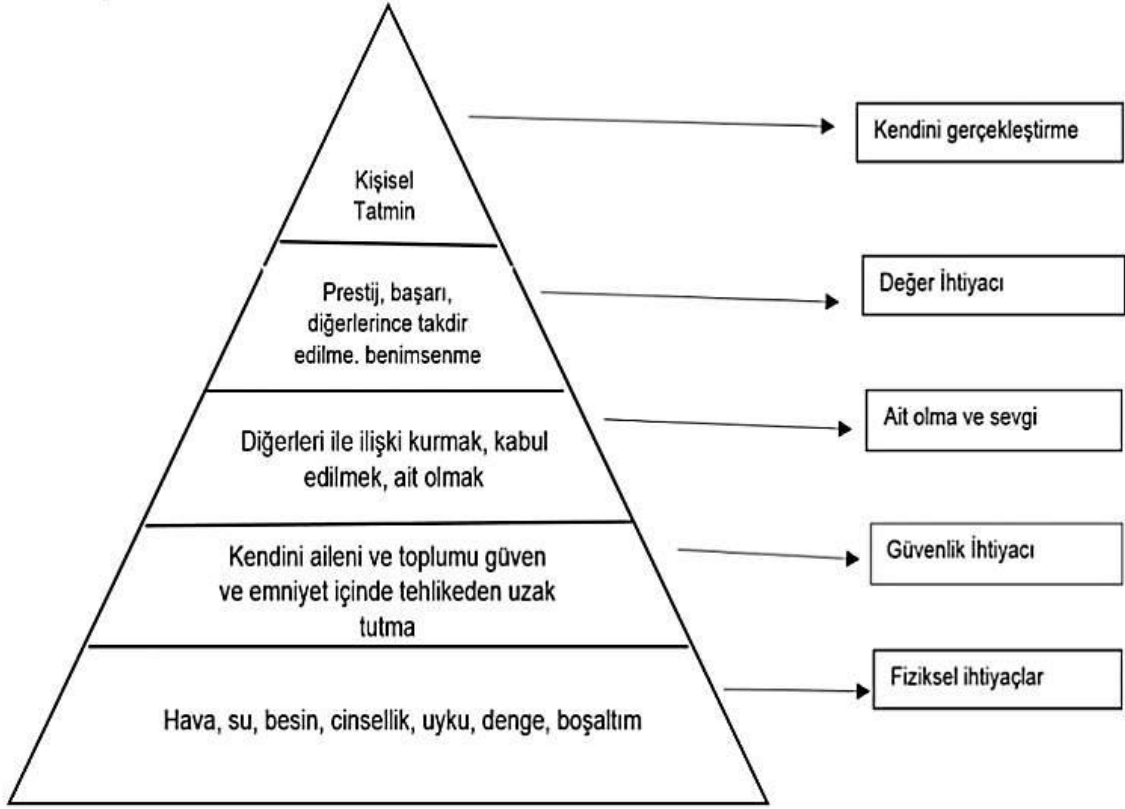 Kendini gerçekleştirme
Kişisel
Tatmin
Değer İhtiyacı
Prestij, başarı,
diğerlerince takdir
edilme. benimsenme
Ait olma ve sevgi
Diğerleri ile ilişki kurmak, kabul
edilmek, ait olmak
Güvenlik İhtiyacı
Kendini aileni ve toplumu güven
ve emniyet içinde tehlikeden uzak
tutma
Fiziksel ihtiyaçlar
Hava, su, besin, cinsellik, uyku, denge, boşaltım